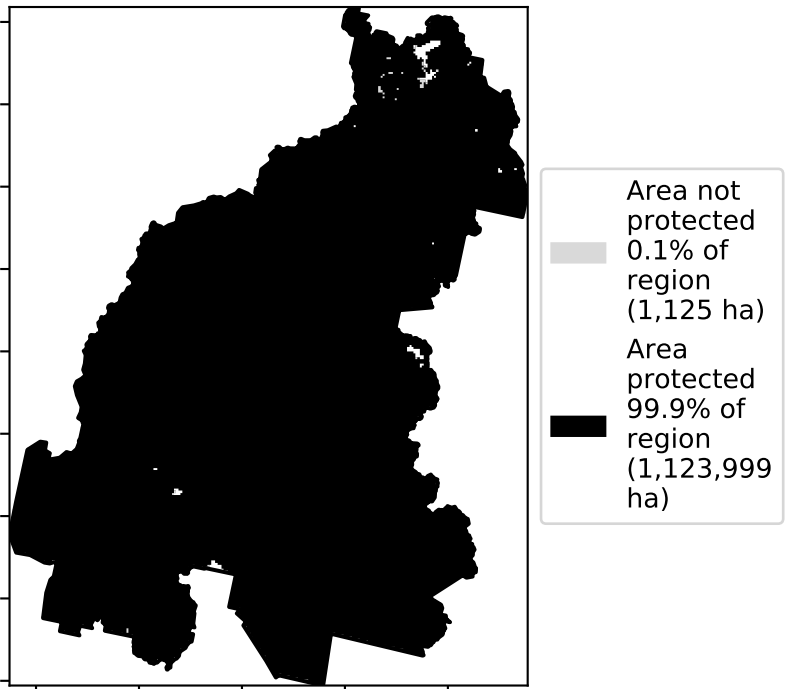 Area not
protected
0.1% of
region
(1,125 ha)
Area
protected
99.9% of
region
(1,123,999
ha)